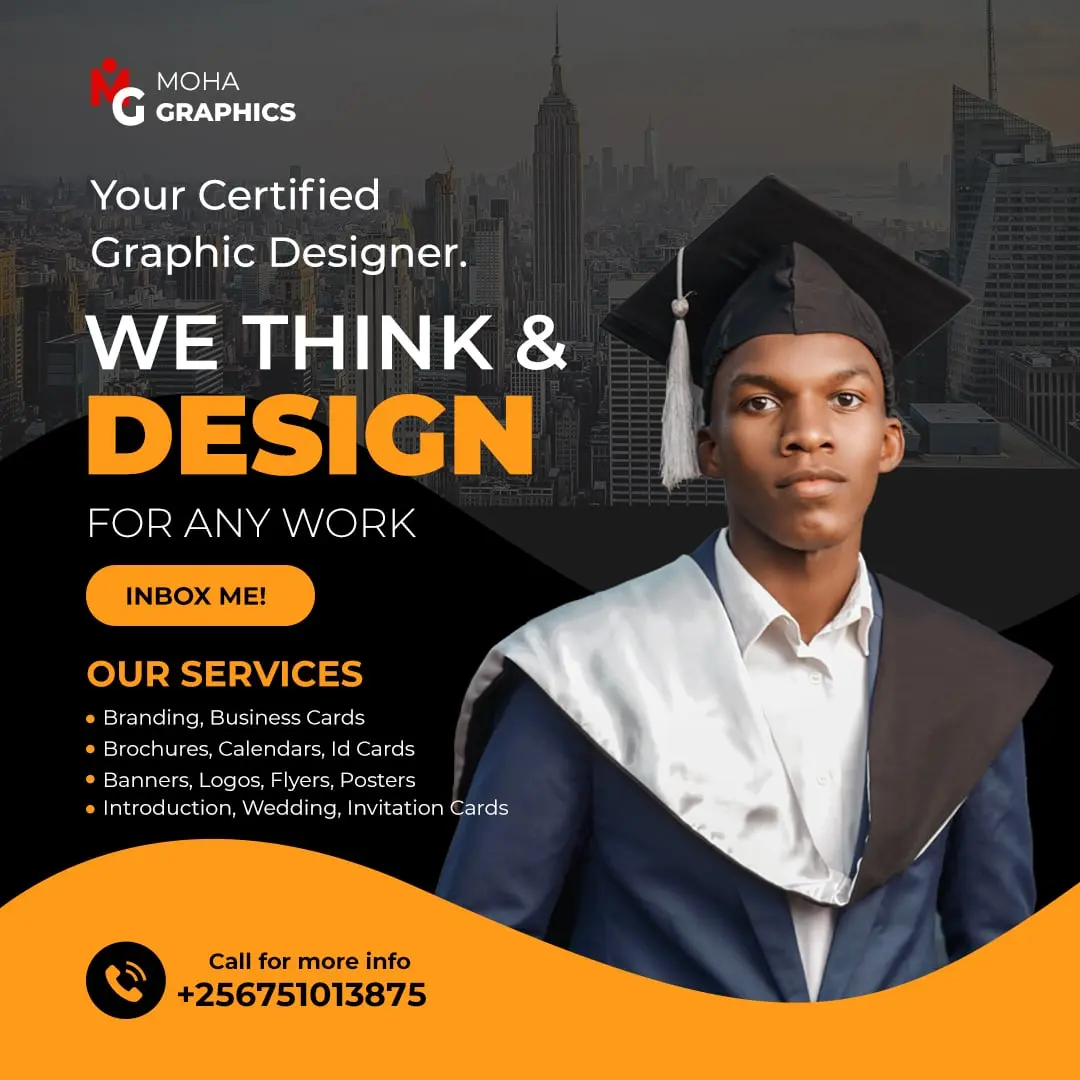 MG
MOHA
GRAPHICS
Your Certified
Graphic Designer.
WE THINK &
DESIGN
FOR ANY WORK
INBOX ME!
OUR SERVICES
Branding, Business Cards
Brochures, Calendars, Id Cards
Banners, Logos, Flyers, Posters
Introduction, Wedding, Invitation Cards
Call for more info
+256751013875